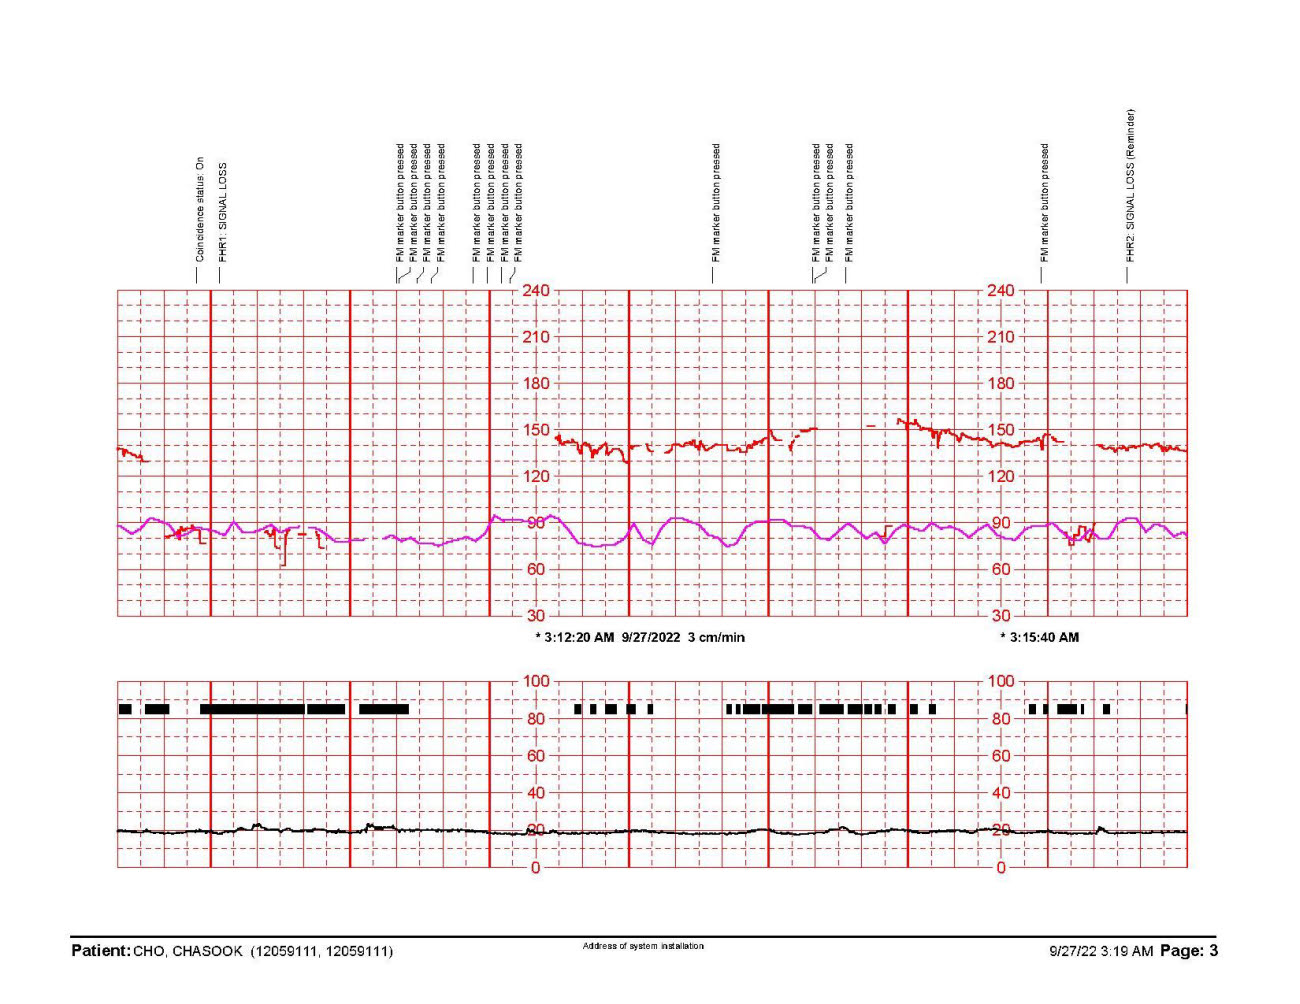 Coincidence status: On
FHR1: SIGNAL LOSS
FM marker button pressed
FM marker button pressed
FM marker button pressed
FM marker button pressed
FM marker button pressed
FM marker button pressed
FM marker button pressed
FM marker button pressed
FM marker button pressed
FM marker button pressed
FM marker button pressed
FM marker button pressed
FM marker button pressed
FHR2: SIGNAL LOSS (Reminder)
240 240
210 210
180 180
150 150
120 120
90 90
60 60
30 30
* 3:12:20 AM 9/27/2022 3 cm/min * 3:15:40 AM
100 100
80 80
60 60
40 40
20 20
0 0
Patient: CHO, CHASOOK (12059111, 12059111) Address of system installation 9/27/22 3:19 AM Page: 3